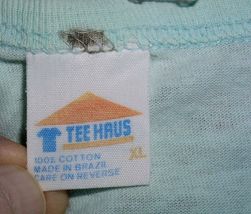 TEE HAUS
XL
100% COTTON
MADE IN BRAZIL
CARE ON REVERSE